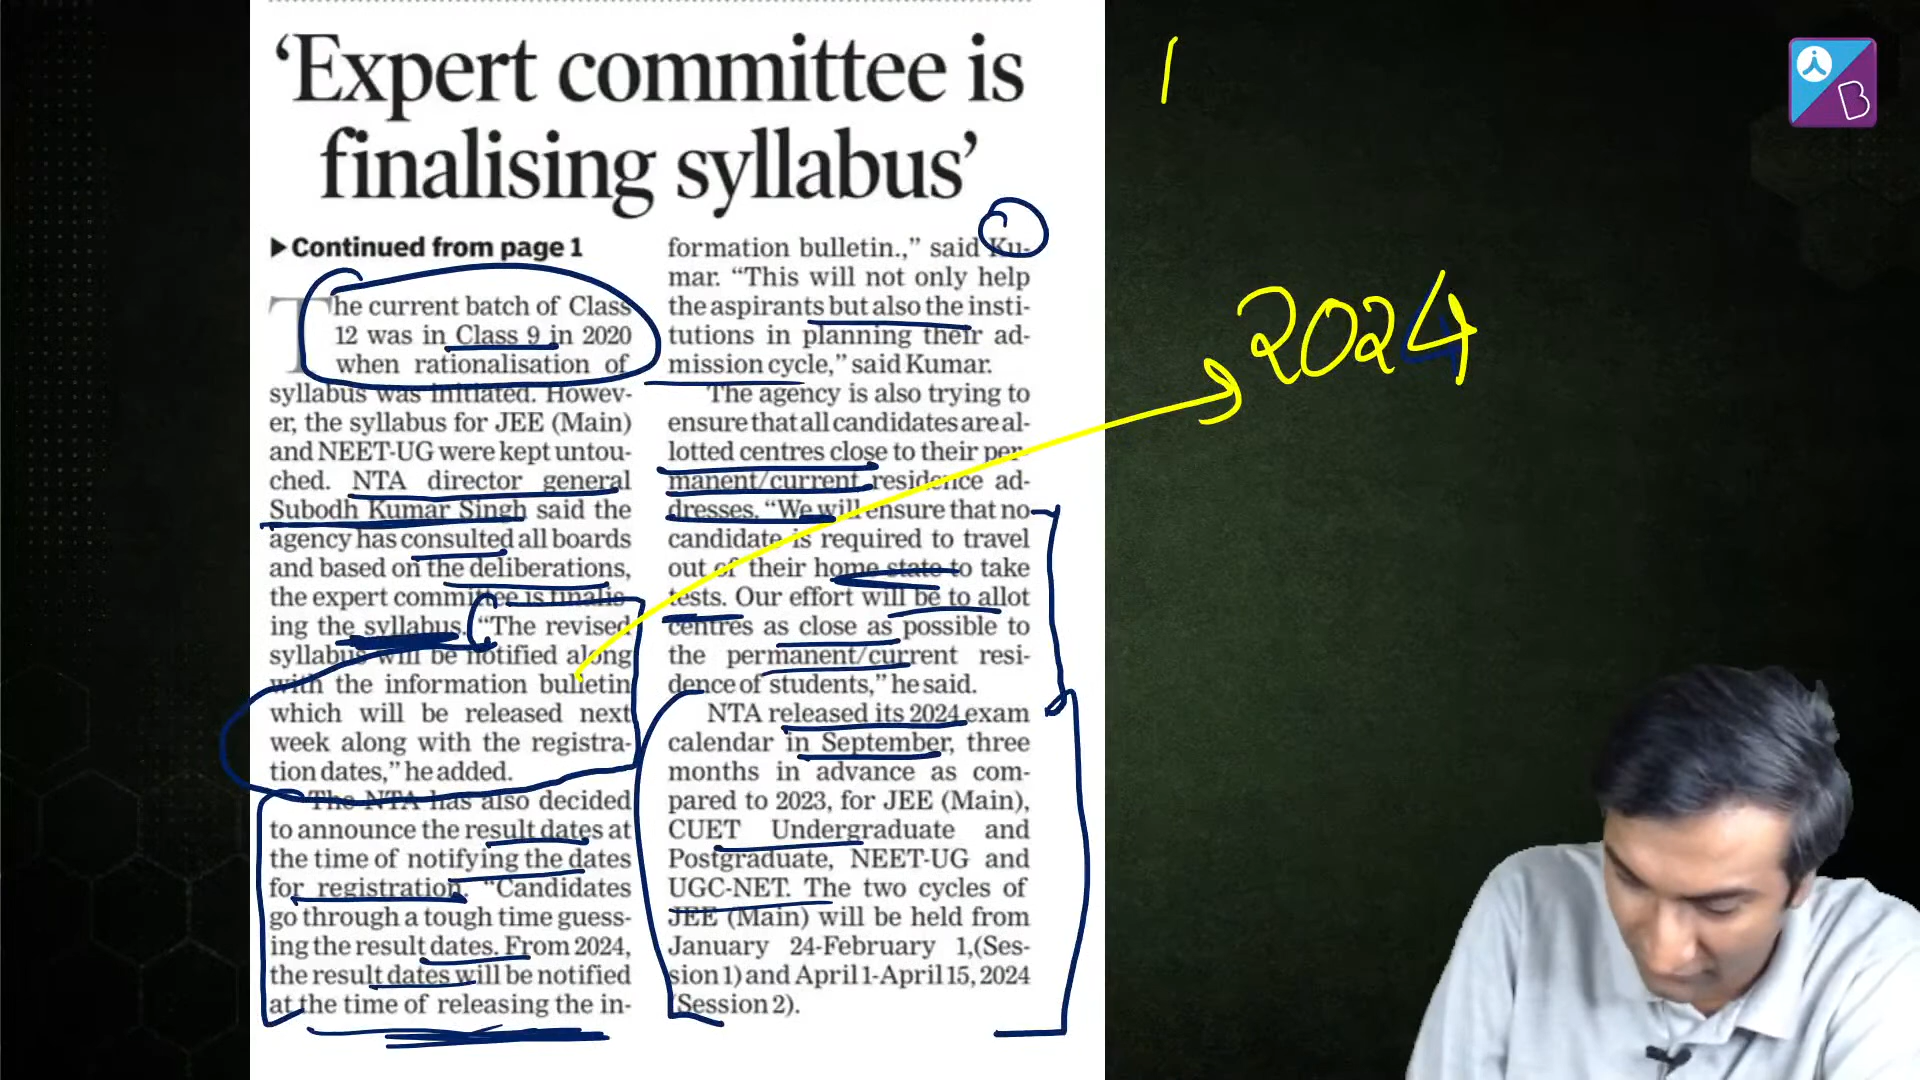 ‘Expert committee is
finalising syllabus’
▶Continued from page 1
The current batch of Class
12 was in Class 9 in 2020
when rationalisation of
syllabus was initiated. Howev-
er, the syllabus for JEE (Main)
and NEET-UG were kept untou-
ched. NTA director general
Subodh Kumar Singh said the
agency has consulted all boards
and based on the deliberations,
the expert committee is finalis-
ing the syllabus. “The revised
syllabus will be notified along
with the information bulletin
which will be released next
week along with the registra-
tion dates,” he added.
The NTA has also decided
to announce the result dates at
the time of notifying the dates
for registration. “Candidates
go through a tough time guess-
ing the result dates. From 2024,
the result dates will be notified
at the time of releasing the in-
formation bulletin.,” said Ku-
mar. “This will not only help
the aspirants but also the insti-
tutions in planning their ad-
mission cycle,” said Kumar.
The agency is also trying to
ensure that all candidates are al-
lotted centres close to their per-
manent/current residence ad-
dresses. “We will ensure that no
candidate is required to travel
out of their home state to take
tests. Our effort will be to allot
centres as close as possible to
the permanent/current resi-
dence of students,” he said.
NTA released its 2024 exam
calendar in September, three
months in advance as com-
pared to 2023, for JEE (Main),
CUET Undergraduate and
Postgraduate, NEET-UG and
UGC-NET. The two cycles of
JEE (Main) will be held from
January 24-February 1,(Ses-
sion 1) and April 1-April 15, 2024
(Session 2).
2024
B